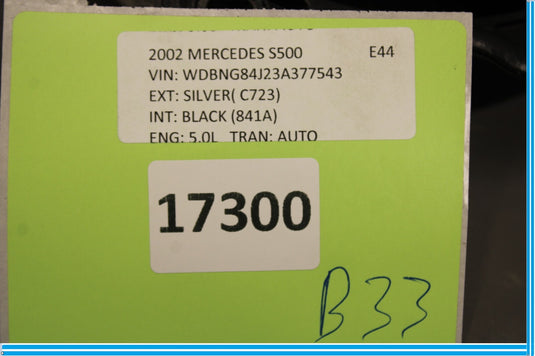 2002 MERCEDES S500 E44
VIN: WDBNG84J23A377543
EXT: SILVER( C723)
INT: BLACK (841A)
ENG: 5.0L TRAN: AUTO
17300
B33